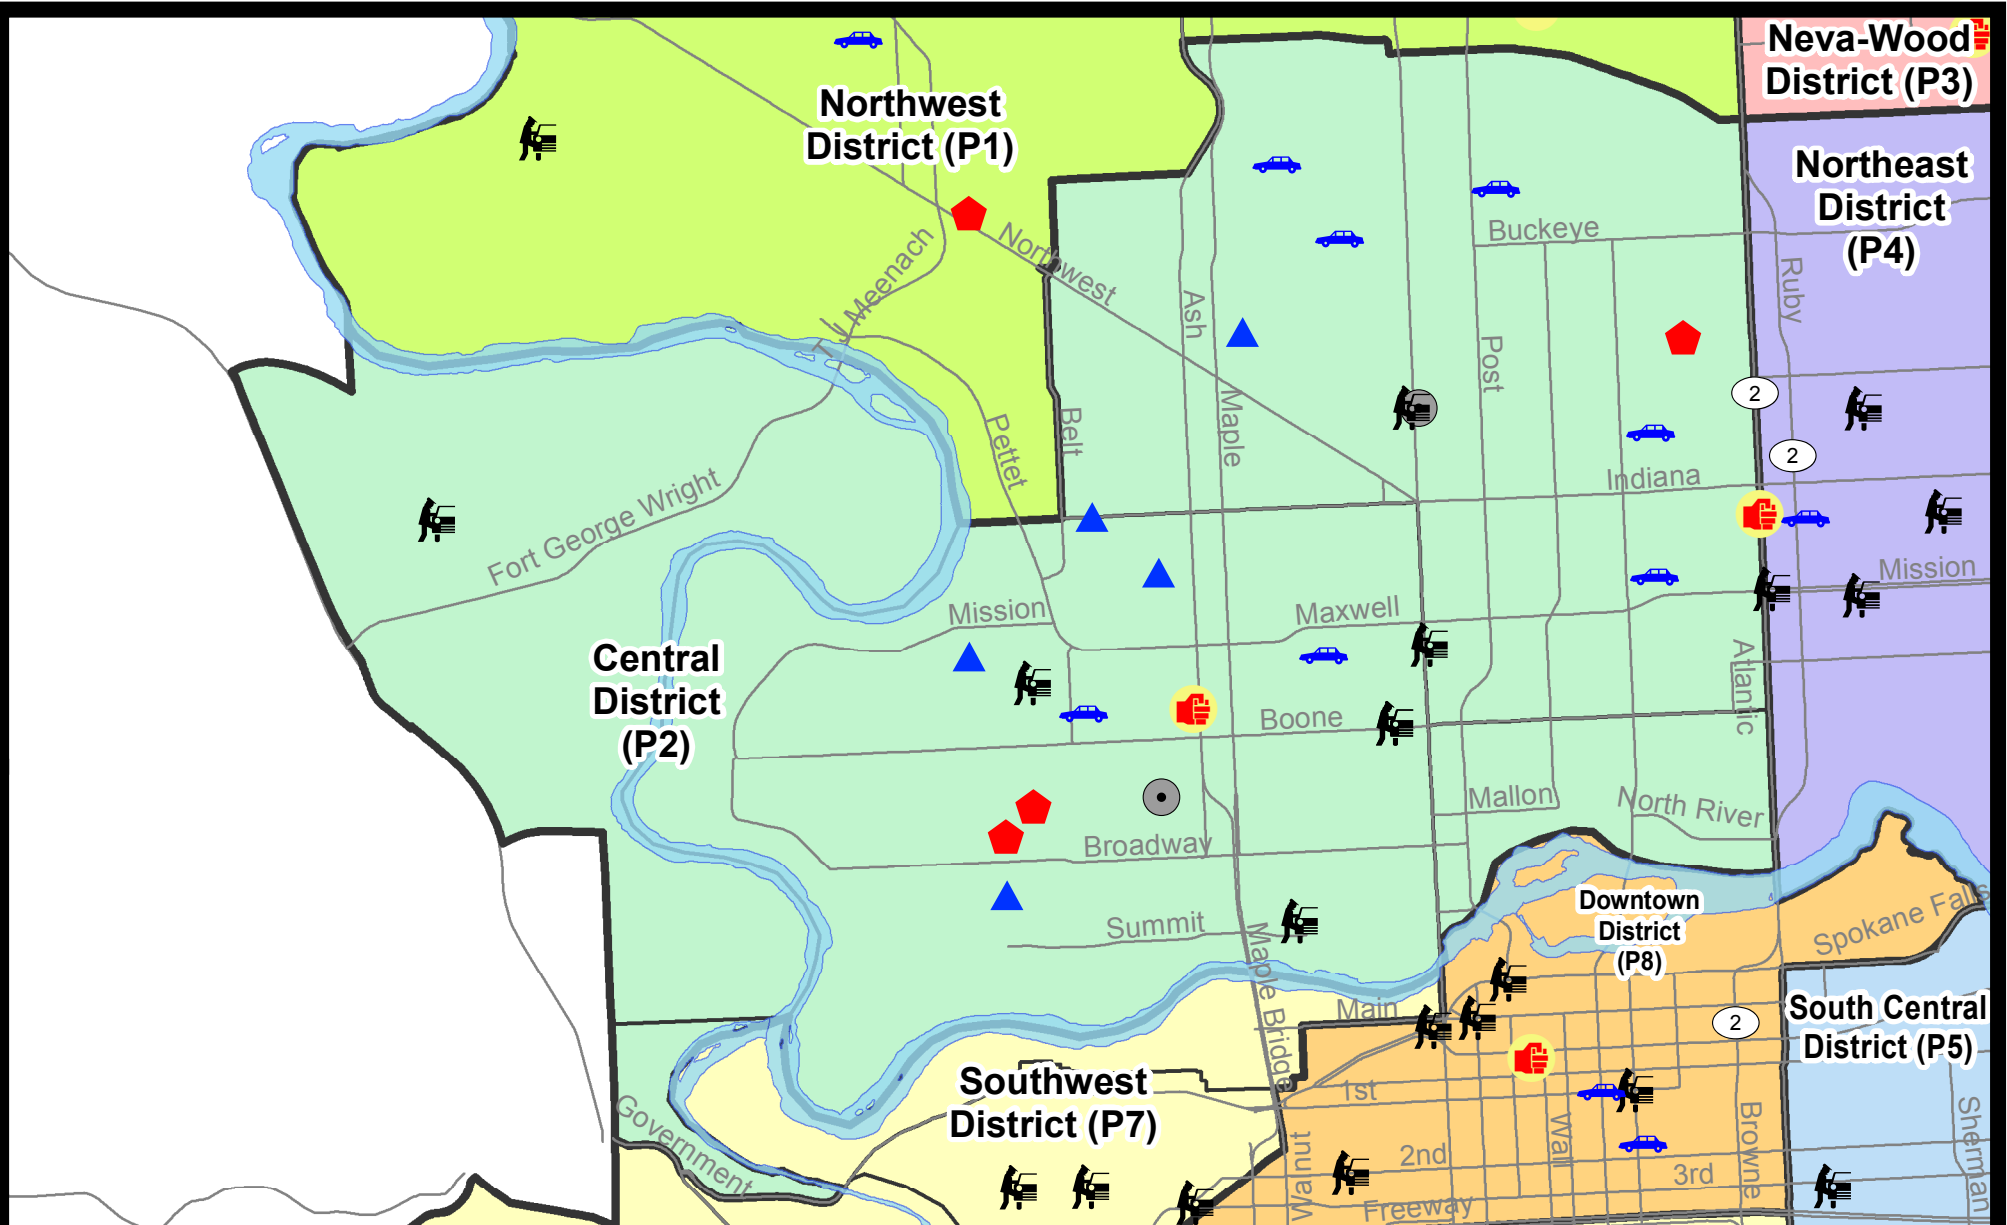 Neva-Wood
District (P3)
Northwest
District (P1)
Northeast
District
(P4)
Buckeye
T J Meenach
Northwest
Ruby
Ash
Post
2
Maple
Belt
Pettet
2
Indiana
Fort George Wright
Mission
Mission
Maxwell
Central
District
(P2)
Atlantic
Boone
Mallon
North River
Broadway
Downtown
District
(P8)
Spokane Falls
Summit
Maple Bridge
Main
2
South Central
District (P5)
Southwest
District (P7)
1st
Government
Wall
Browne
Sherman
Walnut
2nd
3rd
Freeway